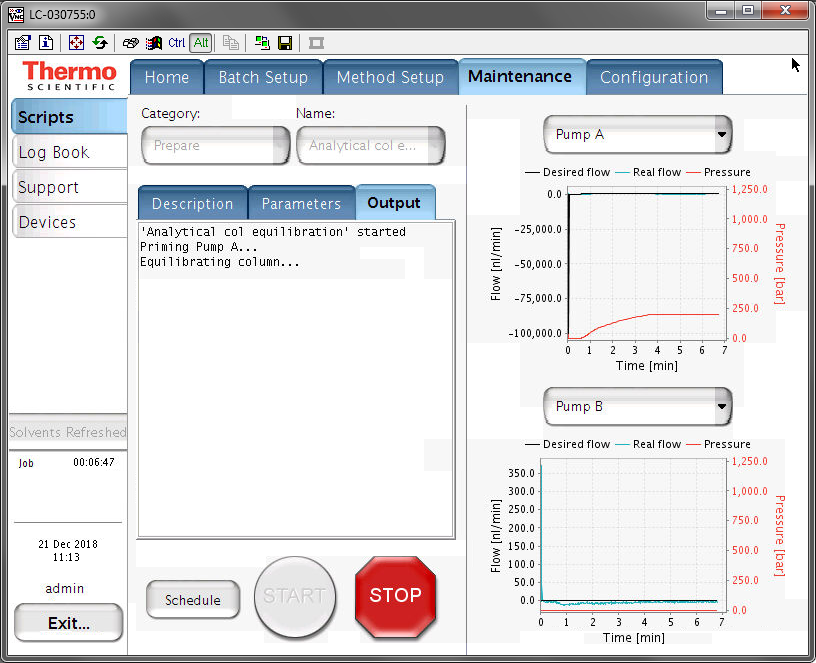 LC-030755:0
Ctrl Alt
Thermo
SCIENTIFIC
Home
Batch Setup
Method Setup
Maintenance
Configuration
Scripts
Log Book
Support
Devices
Solvents Refreshed
Job 00:06:47
21 Dec 2018
11:13
admin
Exit...
Category: Name:
Prepare
Analytical col e...
Description
Parameters
Output
'Analytical col equilibration' started
Priming Pump A...
Equilibrating column...
Schedule
START
STOP
Pump A
Desired flow Real flow Pressure
Flow [nl/min]
0.0
-25,000.0
-50,000.0
-75,000.0
-100,000.0
1,250.0
1,000.0
750.0
500.0
250.0
0.0
Pressure [bar]
0 1 2 3 4 5 6 7
Time [min]
Pump B
Desired flow Real flow Pressure
Flow [nl/min]
350.0
300.0
250.0
200.0
150.0
100.0
50.0
0.0
1,250.0
1,000.0
750.0
500.0
250.0
0.0
Pressure [bar]
0 1 2 3 4 5 6 7
Time [min]